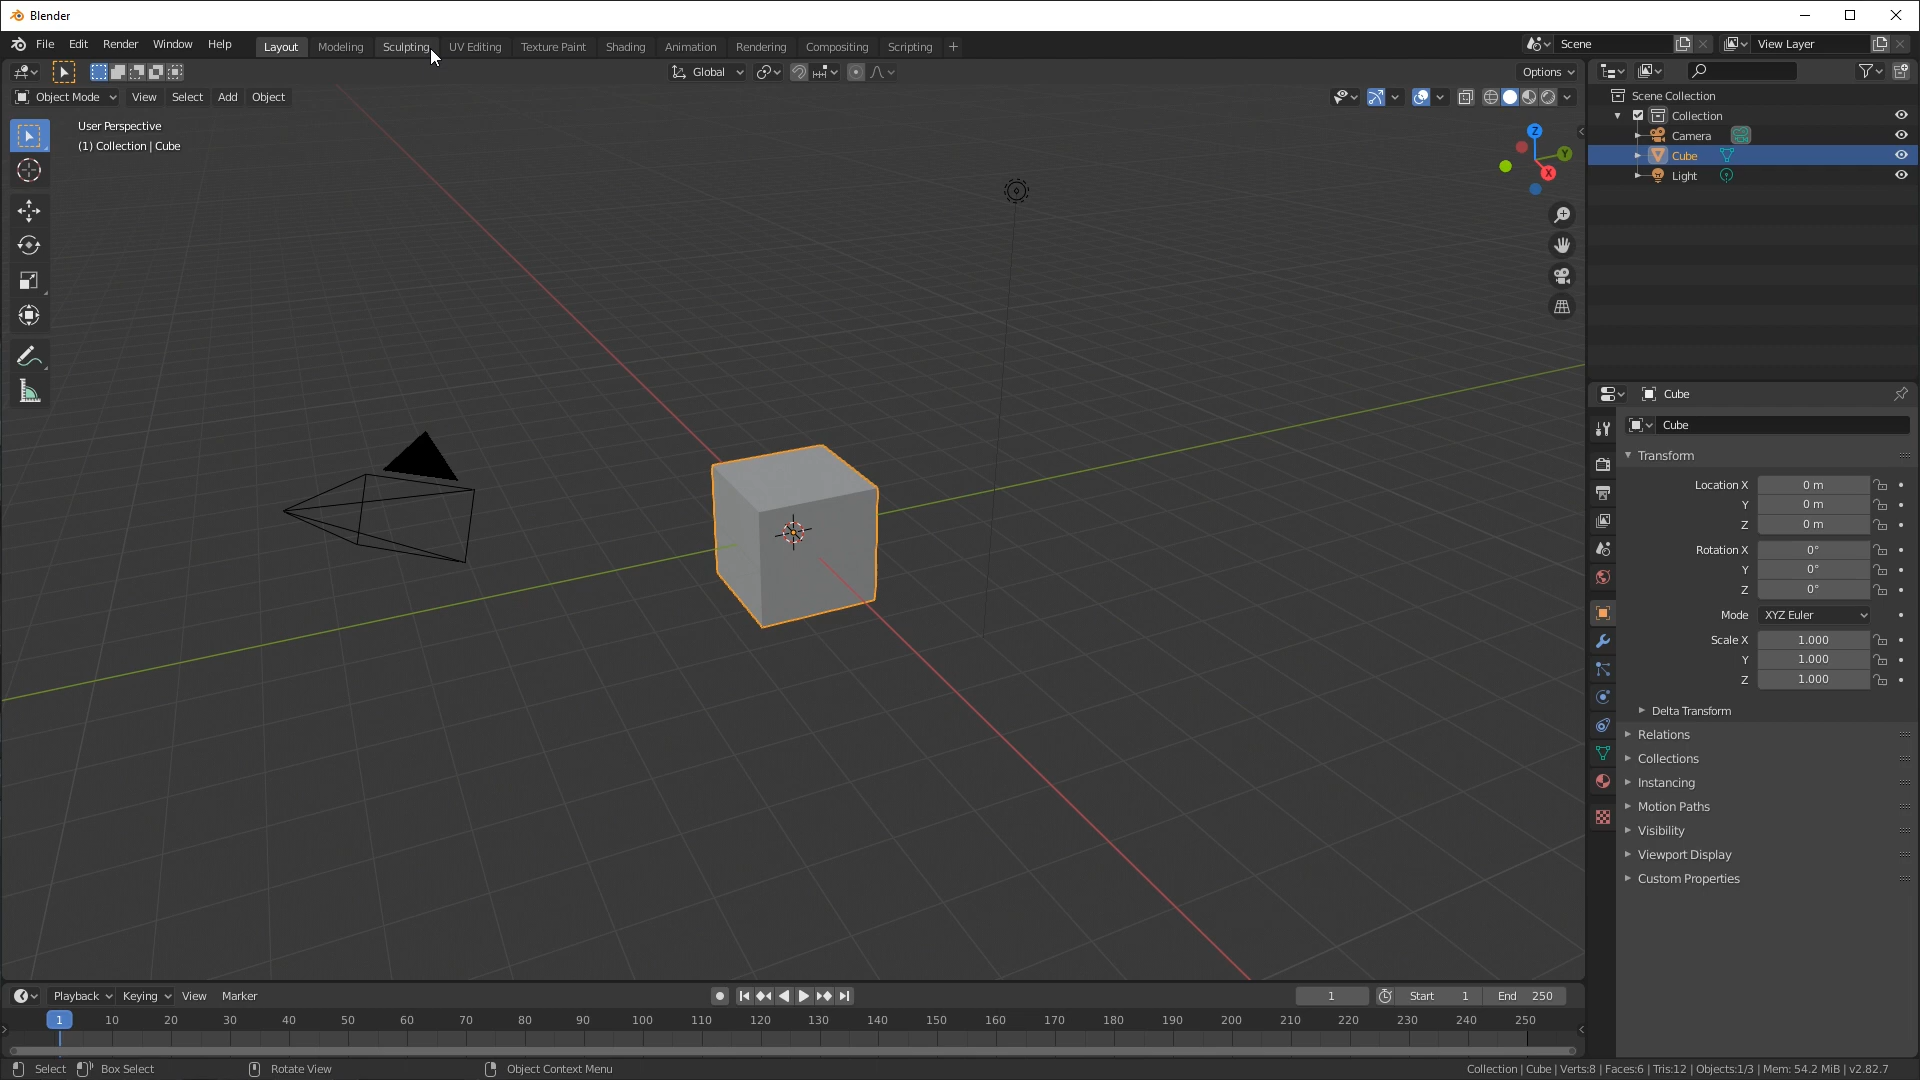 Blender
File Edit Render Window Help Layout Modeling Sculpting UV Editing Texture Paint Shading Animation Rendering Compositing Scripting + Scene View Layer
Global Options
Object Mode View Select Add Object
User Perspective
(1) Collection | Cube
Z
Y
X
Scene Collection
Collection
Camera
Cube
Light
Cube
Cube
Transform
Location X 0 m
Y 0 m
Z 0 m
Rotation X 0°
Y 0°
Z 0°
Mode XYZ Euler
Scale X 1.000
Y 1.000
Z 1.000
Delta Transform
Relations
Collections
Instancing
Motion Paths
Visibility
Viewport Display
Custom Properties
Playback Keying View Marker 1 Start 1 End 250
1 10 20 30 40 50 60 70 80 90 100 110 120 130 140 150 160 170 180 190 200 210 220 230 240 250
Select Box Select Rotate View Object Context Menu Collection | Cube | Verts:8 | Faces:6 | Tris:12 | Objects:1/3 | Mem: 54.2 MiB | v2.82.7